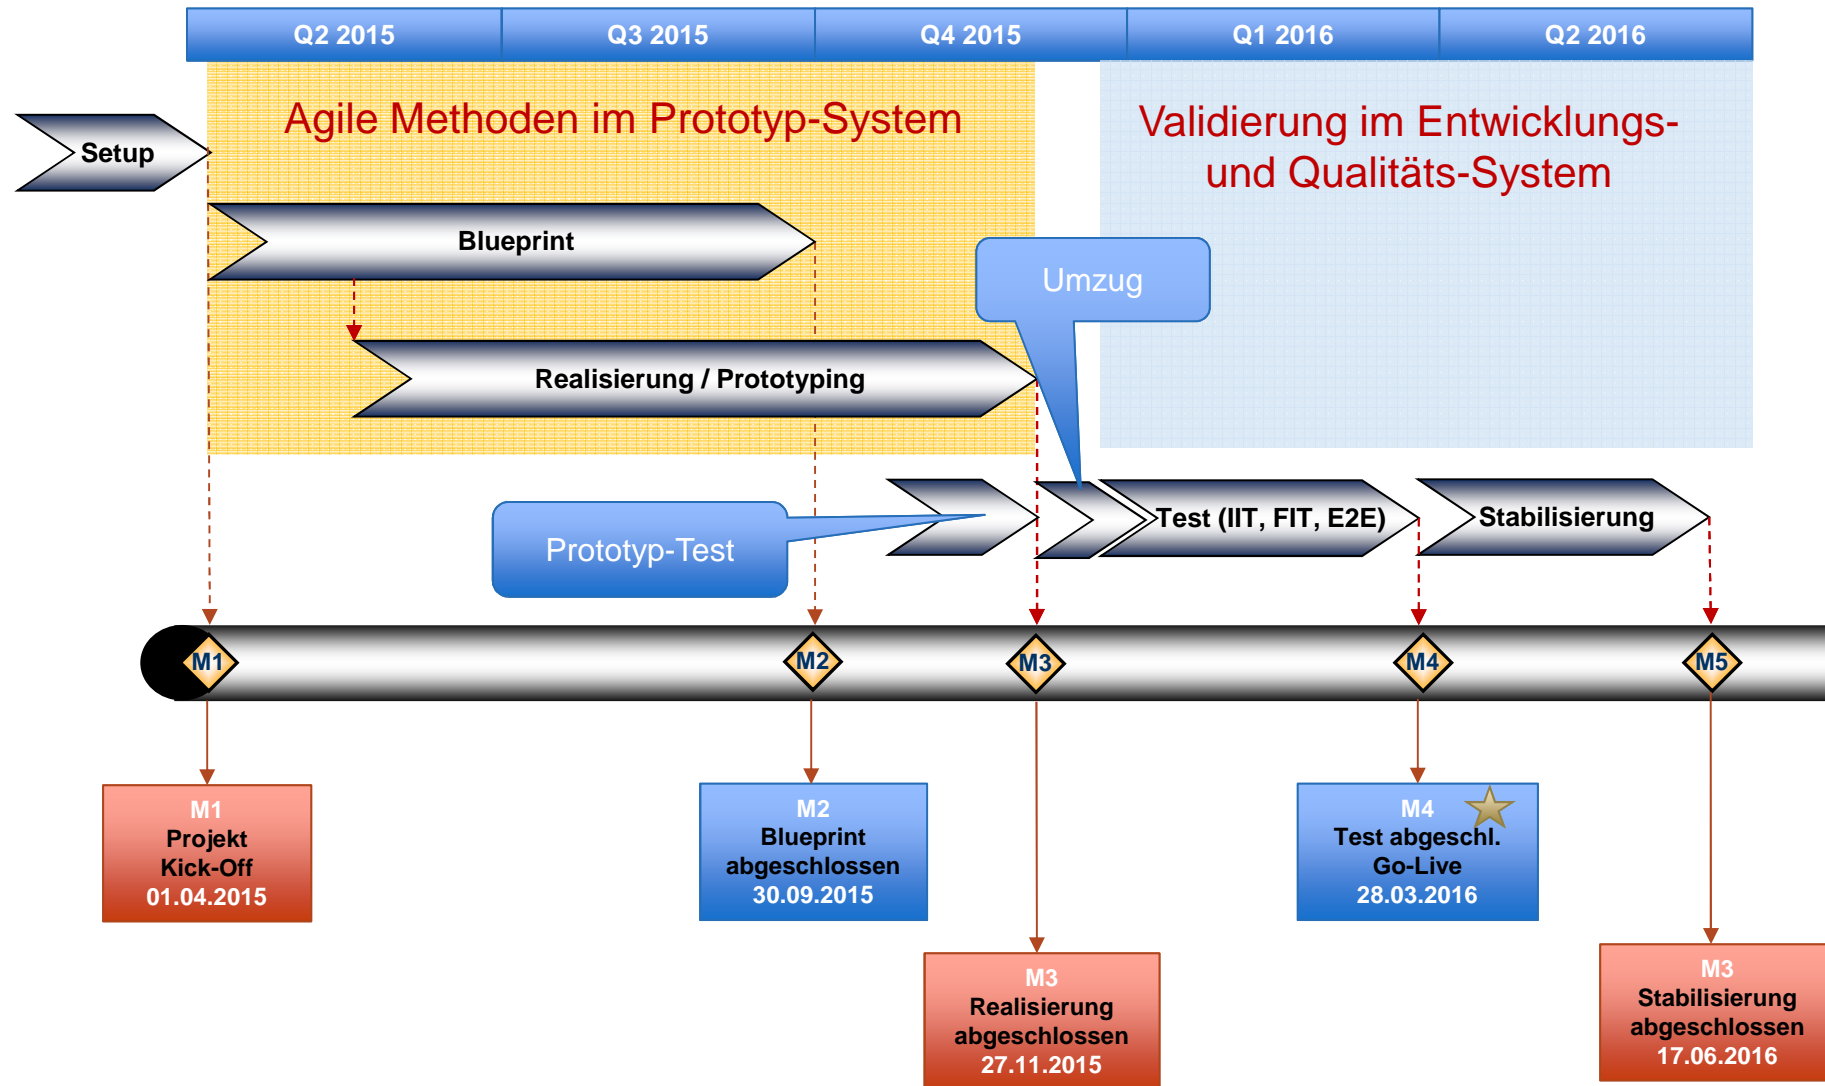 Q2 2015
Q3 2015
Q4 2015
Q1 2016
Q2 2016
Agile Methoden im Prototyp-System
Validierung im Entwicklungs-
und Qualitäts-System
Setup
Blueprint
Umzug
Realisierung / Prototyping
Prototyp-Test
Test (IIT, FIT, E2E)
Stabilisierung
M1
M2
M3
M4
M5
M1
Projekt
Kick-Off
01.04.2015
M2
Blueprint
abgeschlossen
30.09.2015
M4
Test abgeschl.
Go-Live
28.03.2016
M3
Realisierung
abgeschlossen
27.11.2015
M3
Stabilisierung
abgeschlossen
17.06.2016